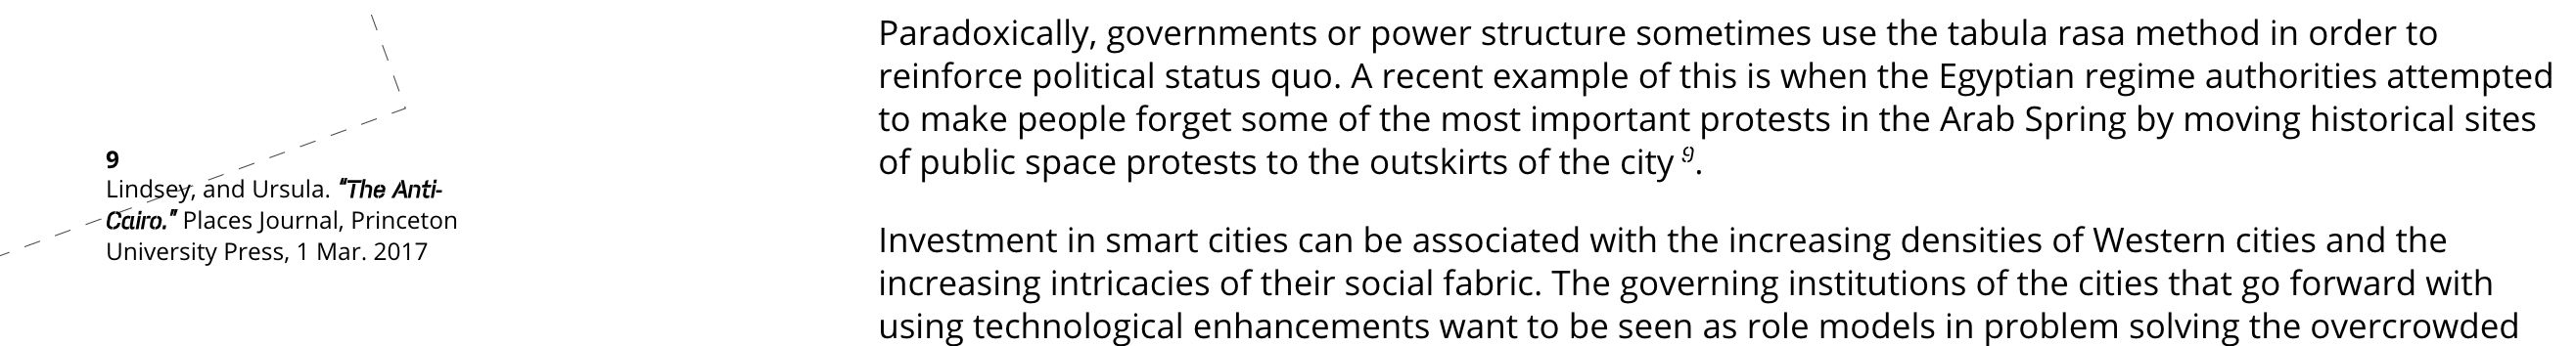 Paradoxically, governments or power structure sometimes use the tabula rasa method in order to
reinforce political status quo. A recent example of this is when the Egyptian regime authorities attempted
to make people forget some of the most important protests in the Arab Spring by moving historical sites
of public space protests to the outskirts of the city 9.
9
Lindsey, and Ursula. "The Anti-
Cairo." Places Journal, Princeton
University Press, 1 Mar. 2017
Investment in smart cities can be associated with the increasing densities of Western cities and the
increasing intricacies of their social fabric. The governing institutions of the cities that go forward with
using technological enhancements want to be seen as role models in problem solving the overcrowded